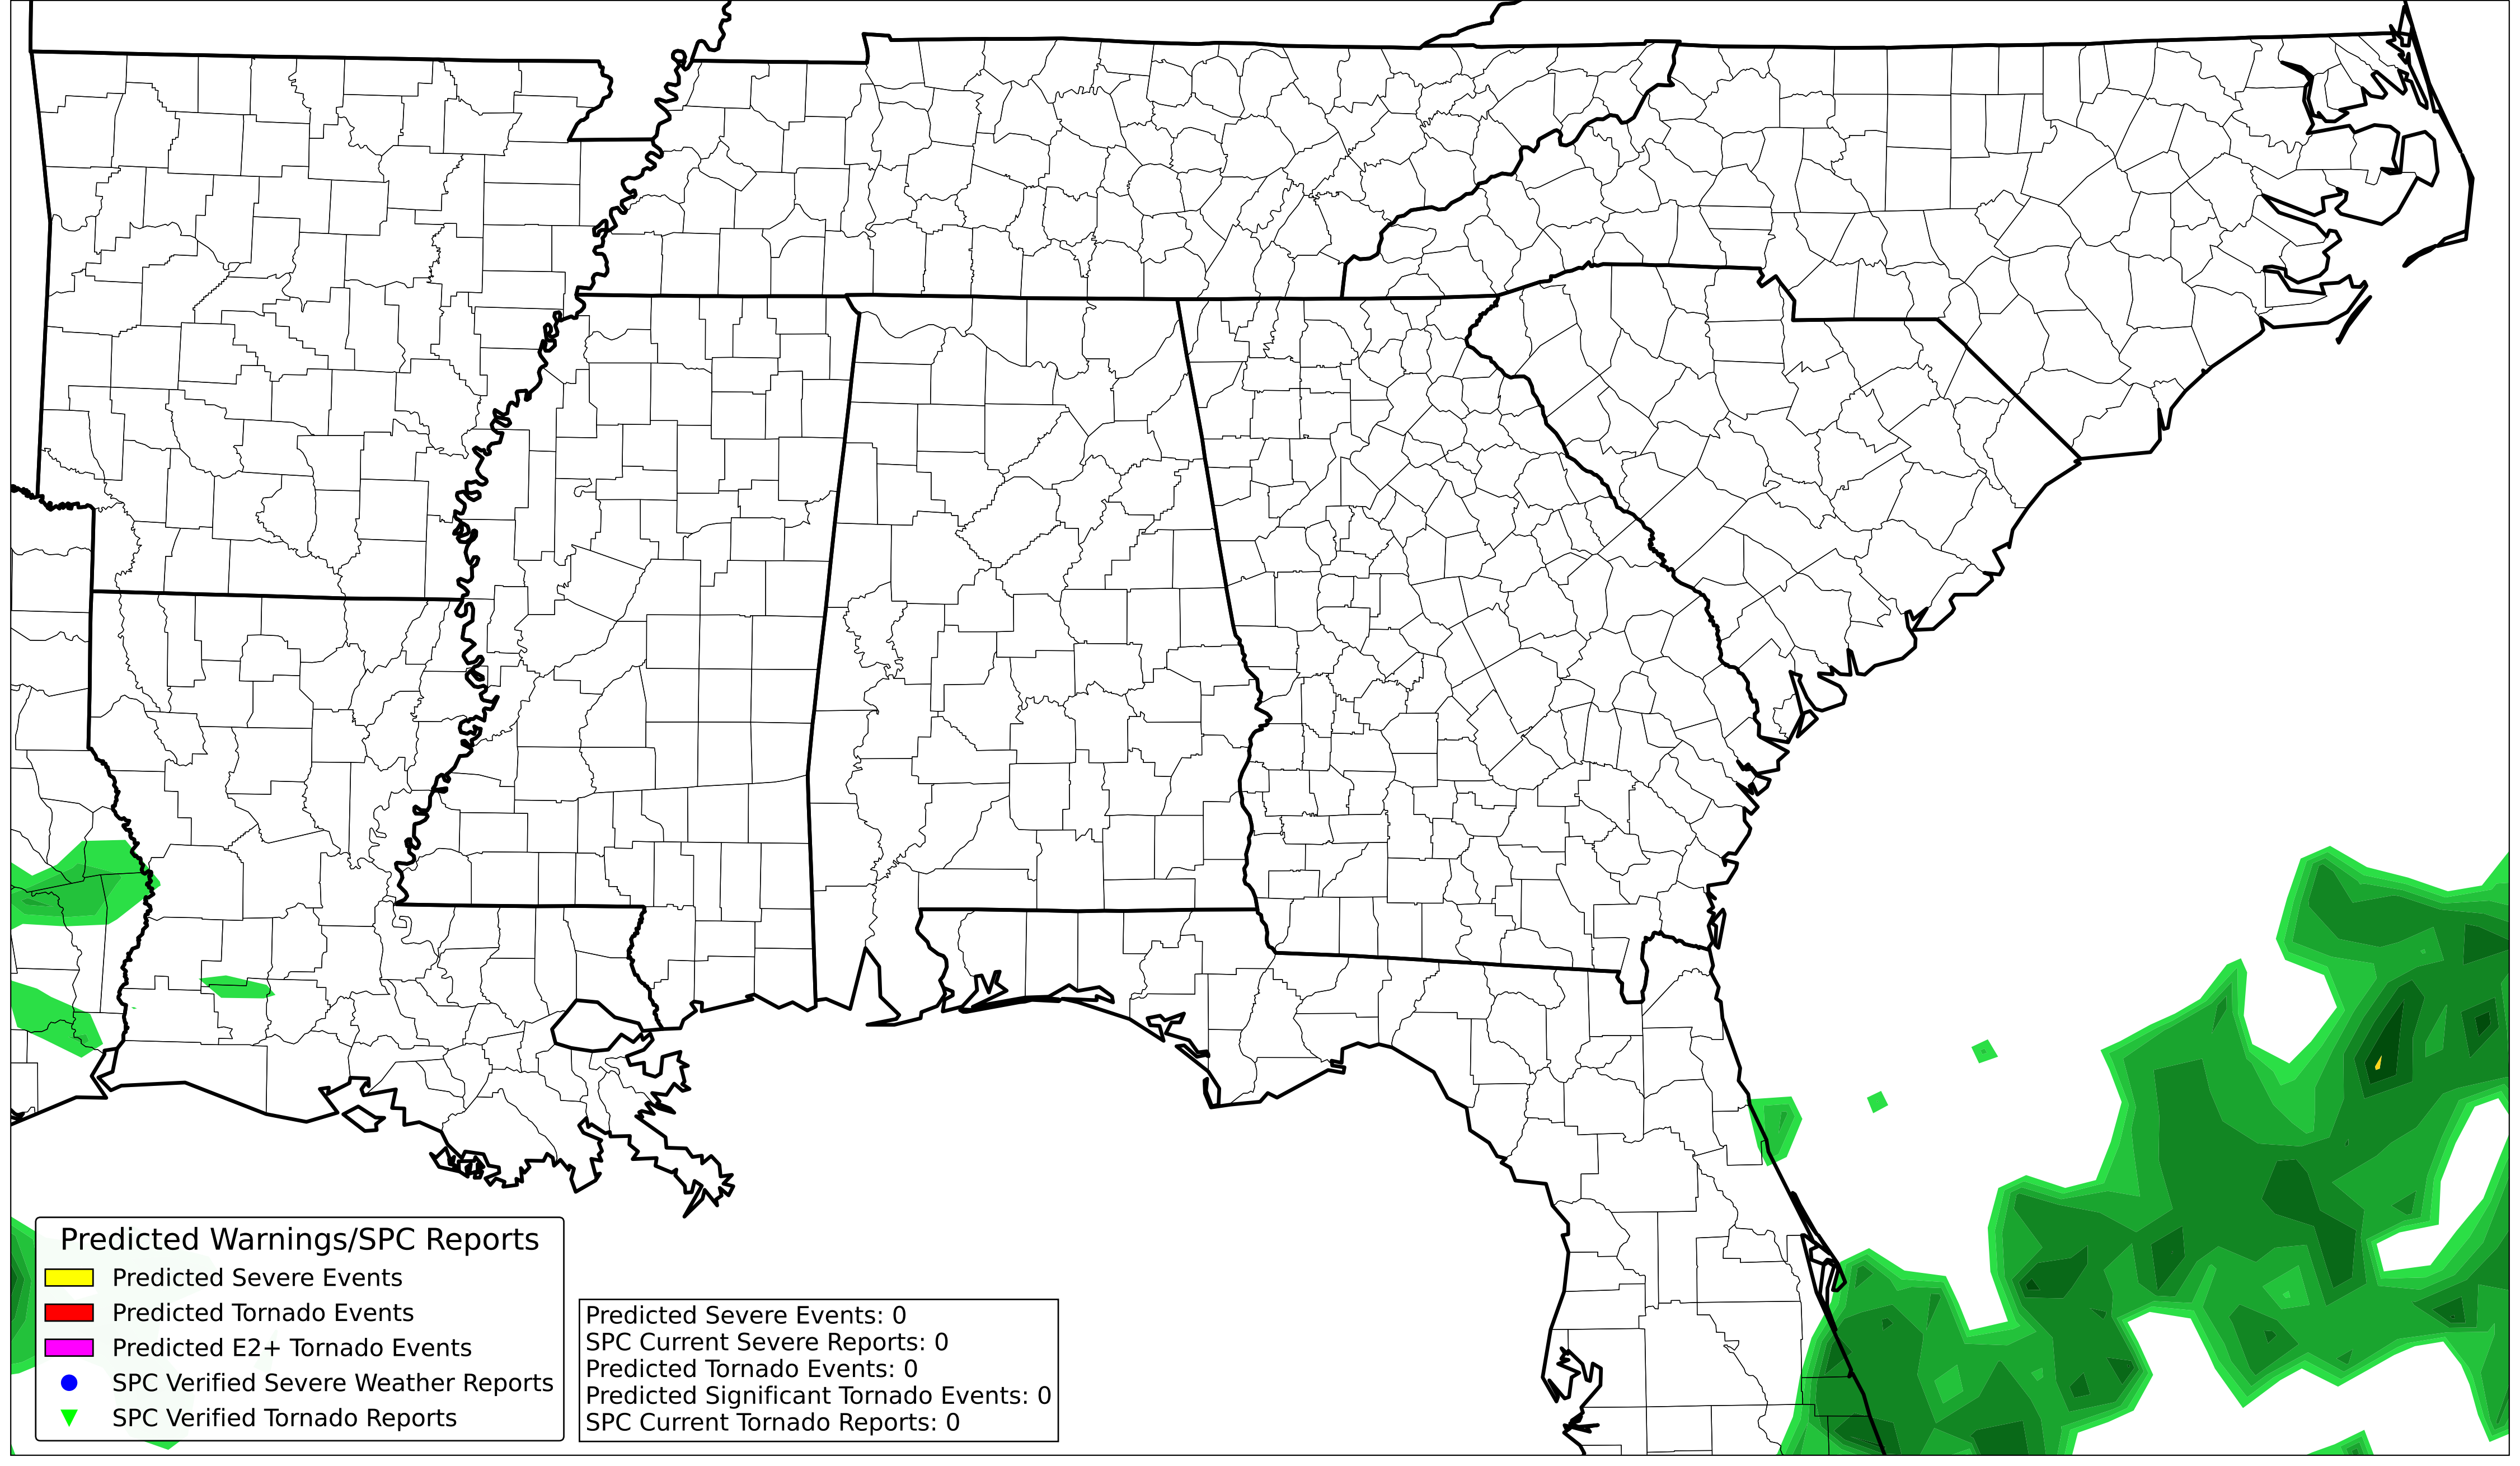 Predicted Warnings/SPC Reports
Predicted Severe Events
Predicted Tornado Events
Predicted E2+ Tornado Events
SPC Verified Severe Weather Reports
SPC Verified Tornado Reports
Predicted Severe Events: 0
SPC Current Severe Reports: 0
Predicted Tornado Events: 0
Predicted Significant Tornado Events: 0
SPC Current Tornado Reports: 0